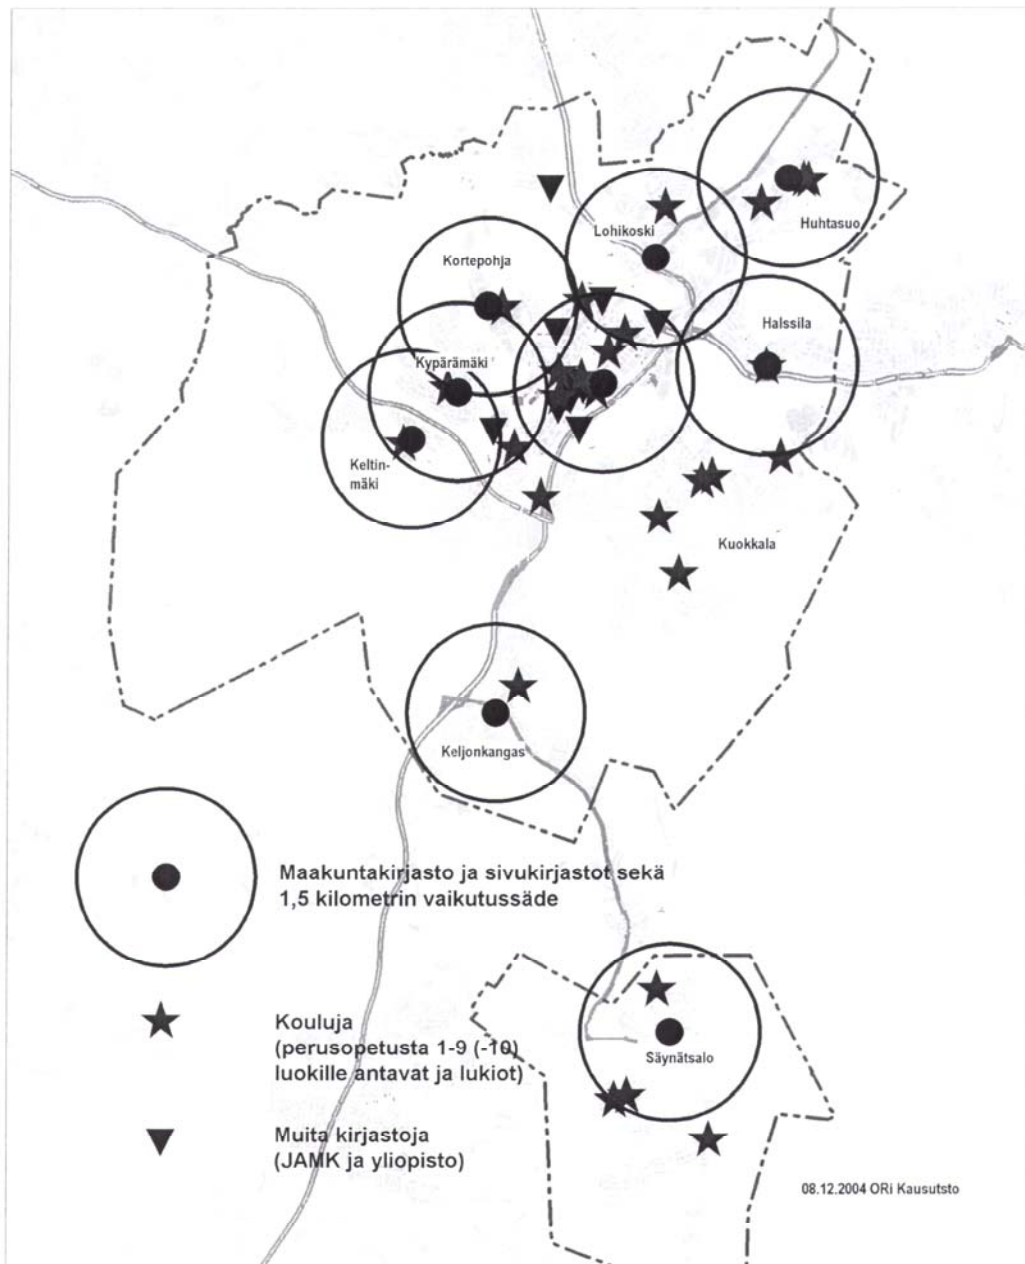 Huhtasuo
Lohikoski
Kortepohja
Halssila
Kypärämäki
Keltin-
mäki
Kuokkala
Keljonkangas
Maakuntakirjasto ja sivukirjastot sekä
1,5 kilometrin vaikutussäde
Kouluja
(perusopetusta 1-9 (-10)
luokille antavat ja lukiot)
Säynätsalo
Muita kirjastoja
(JAMK ja yliopisto)
08.12.2004 ORi Kausutsto